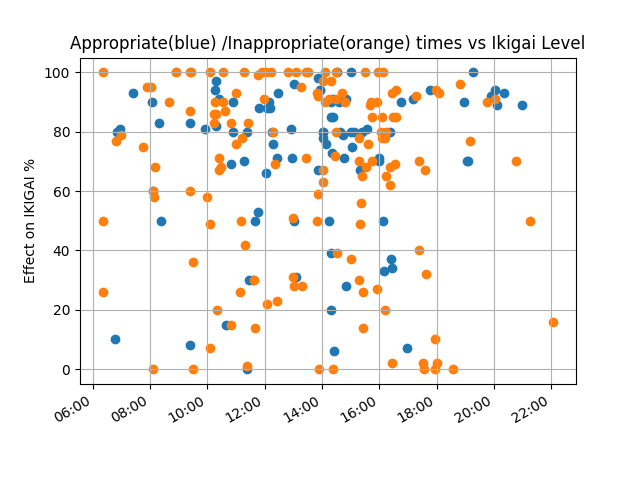 Appropriate(blue) /Inappropriate(orange) times vs Ikigai Level
Effect on IKIGAI %
100
80
60
40
20
0
06:00 08:00 10:00 12:00 14:00 16:00 18:00 20:00 22:00